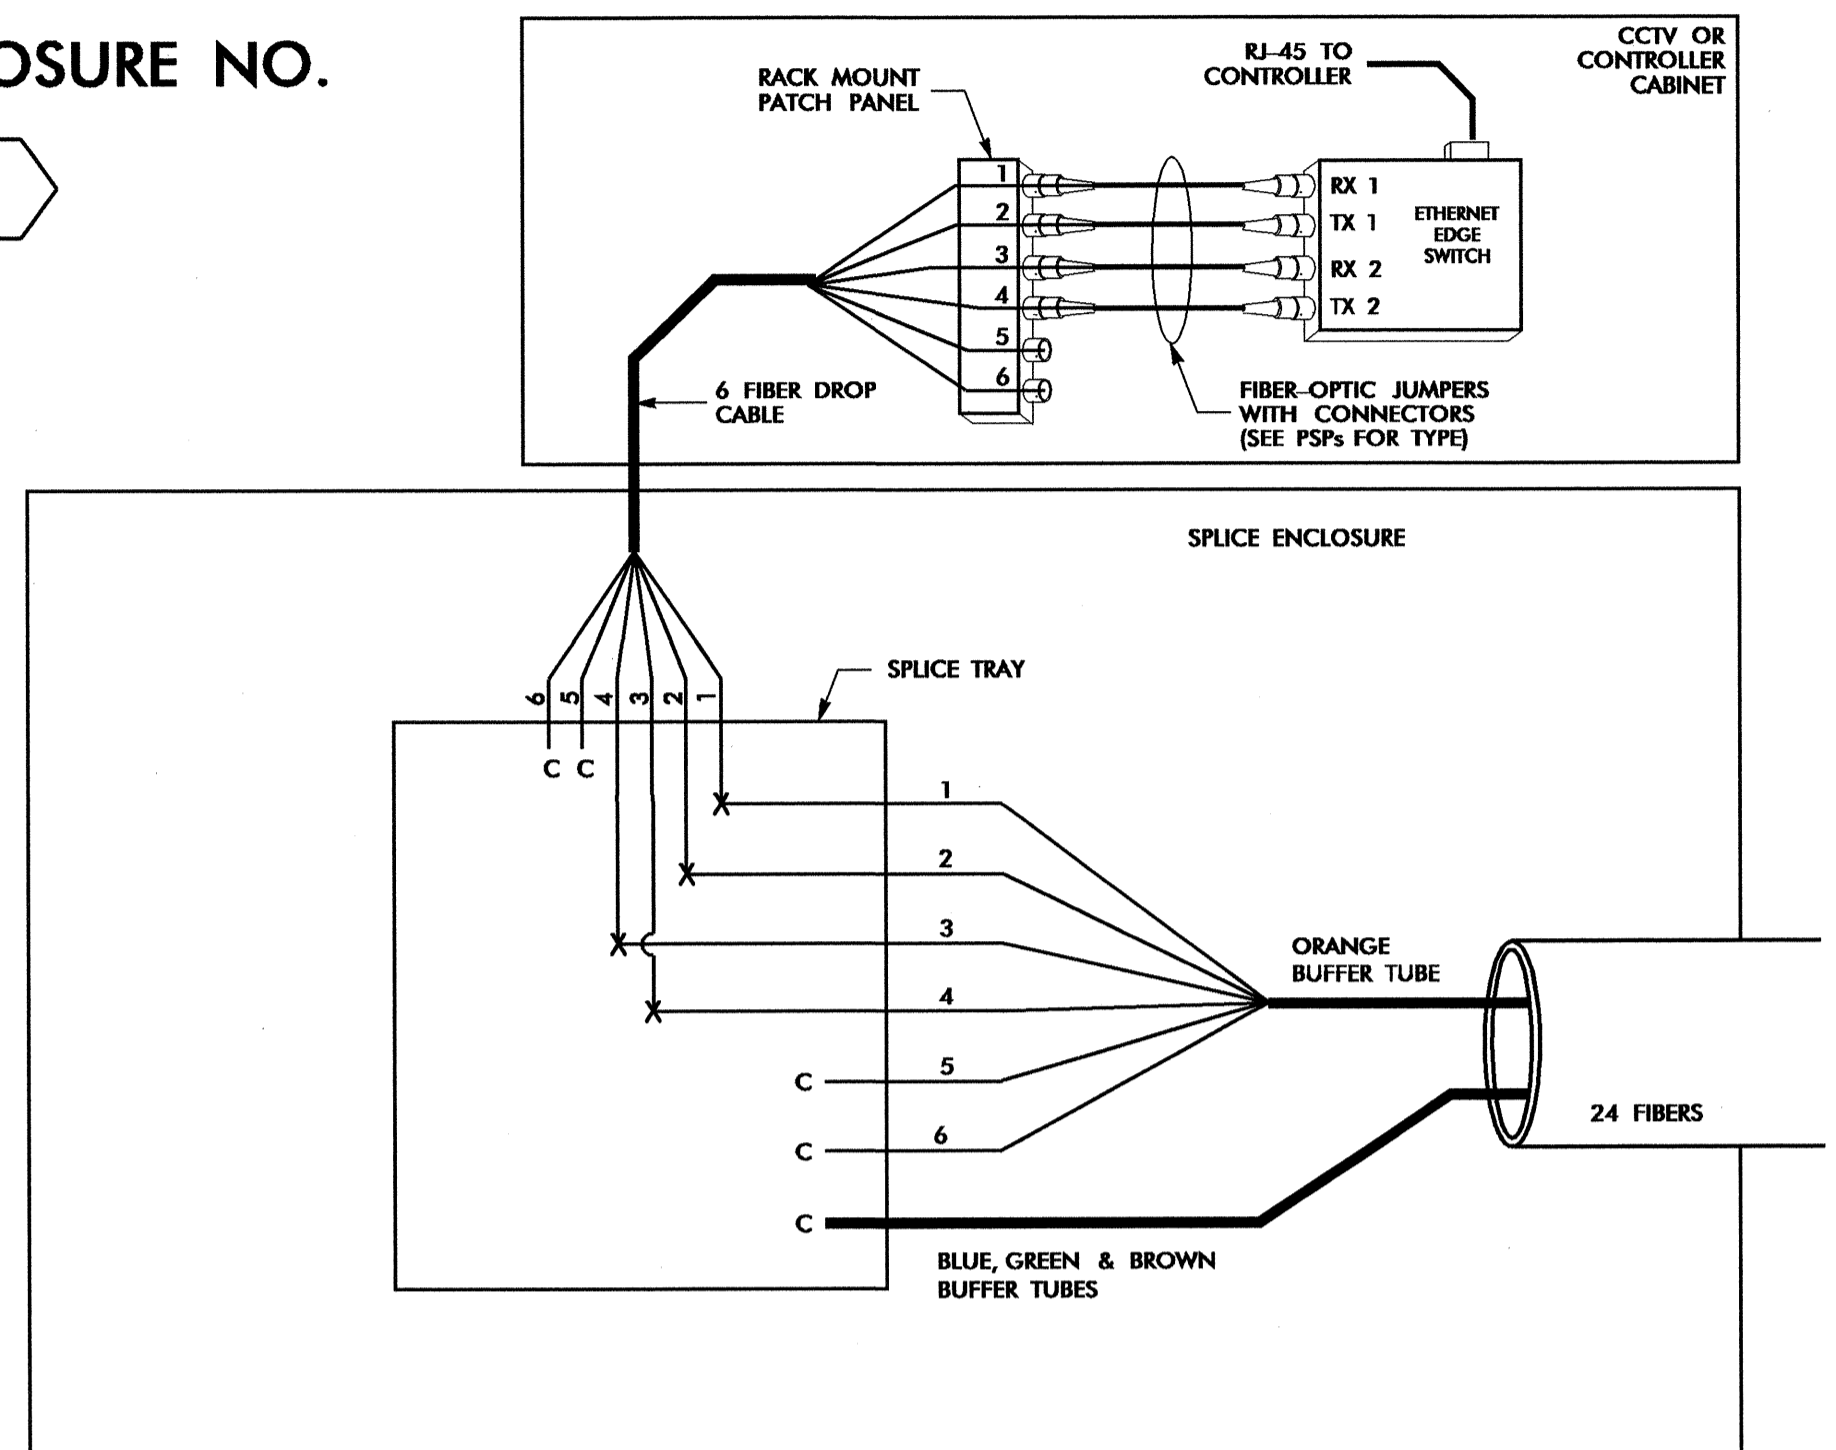 OSURE NO.
CCTV OR
CONTROLLER
CABINET
RJ-45 TO
CONTROLLER
RACK MOUNT
PATCH PANEL
1
2
3
4
5
6
RX 1
TX 1
RX 2
TX 2
ETHERNET
EDGE
SWITCH
6 FIBER DROP
CABLE
FIBER-OPTIC JUMPERS
WITH CONNECTORS
(SEE PSPs FOR TYPE)
SPLICE ENCLOSURE
SPLICE TRAY
6 5 4 3 2 1
C C
1
2
3
4
C 5
C 6
C
ORANGE
BUFFER TUBE
24 FIBERS
BLUE, GREEN & BROWN
BUFFER TUBES